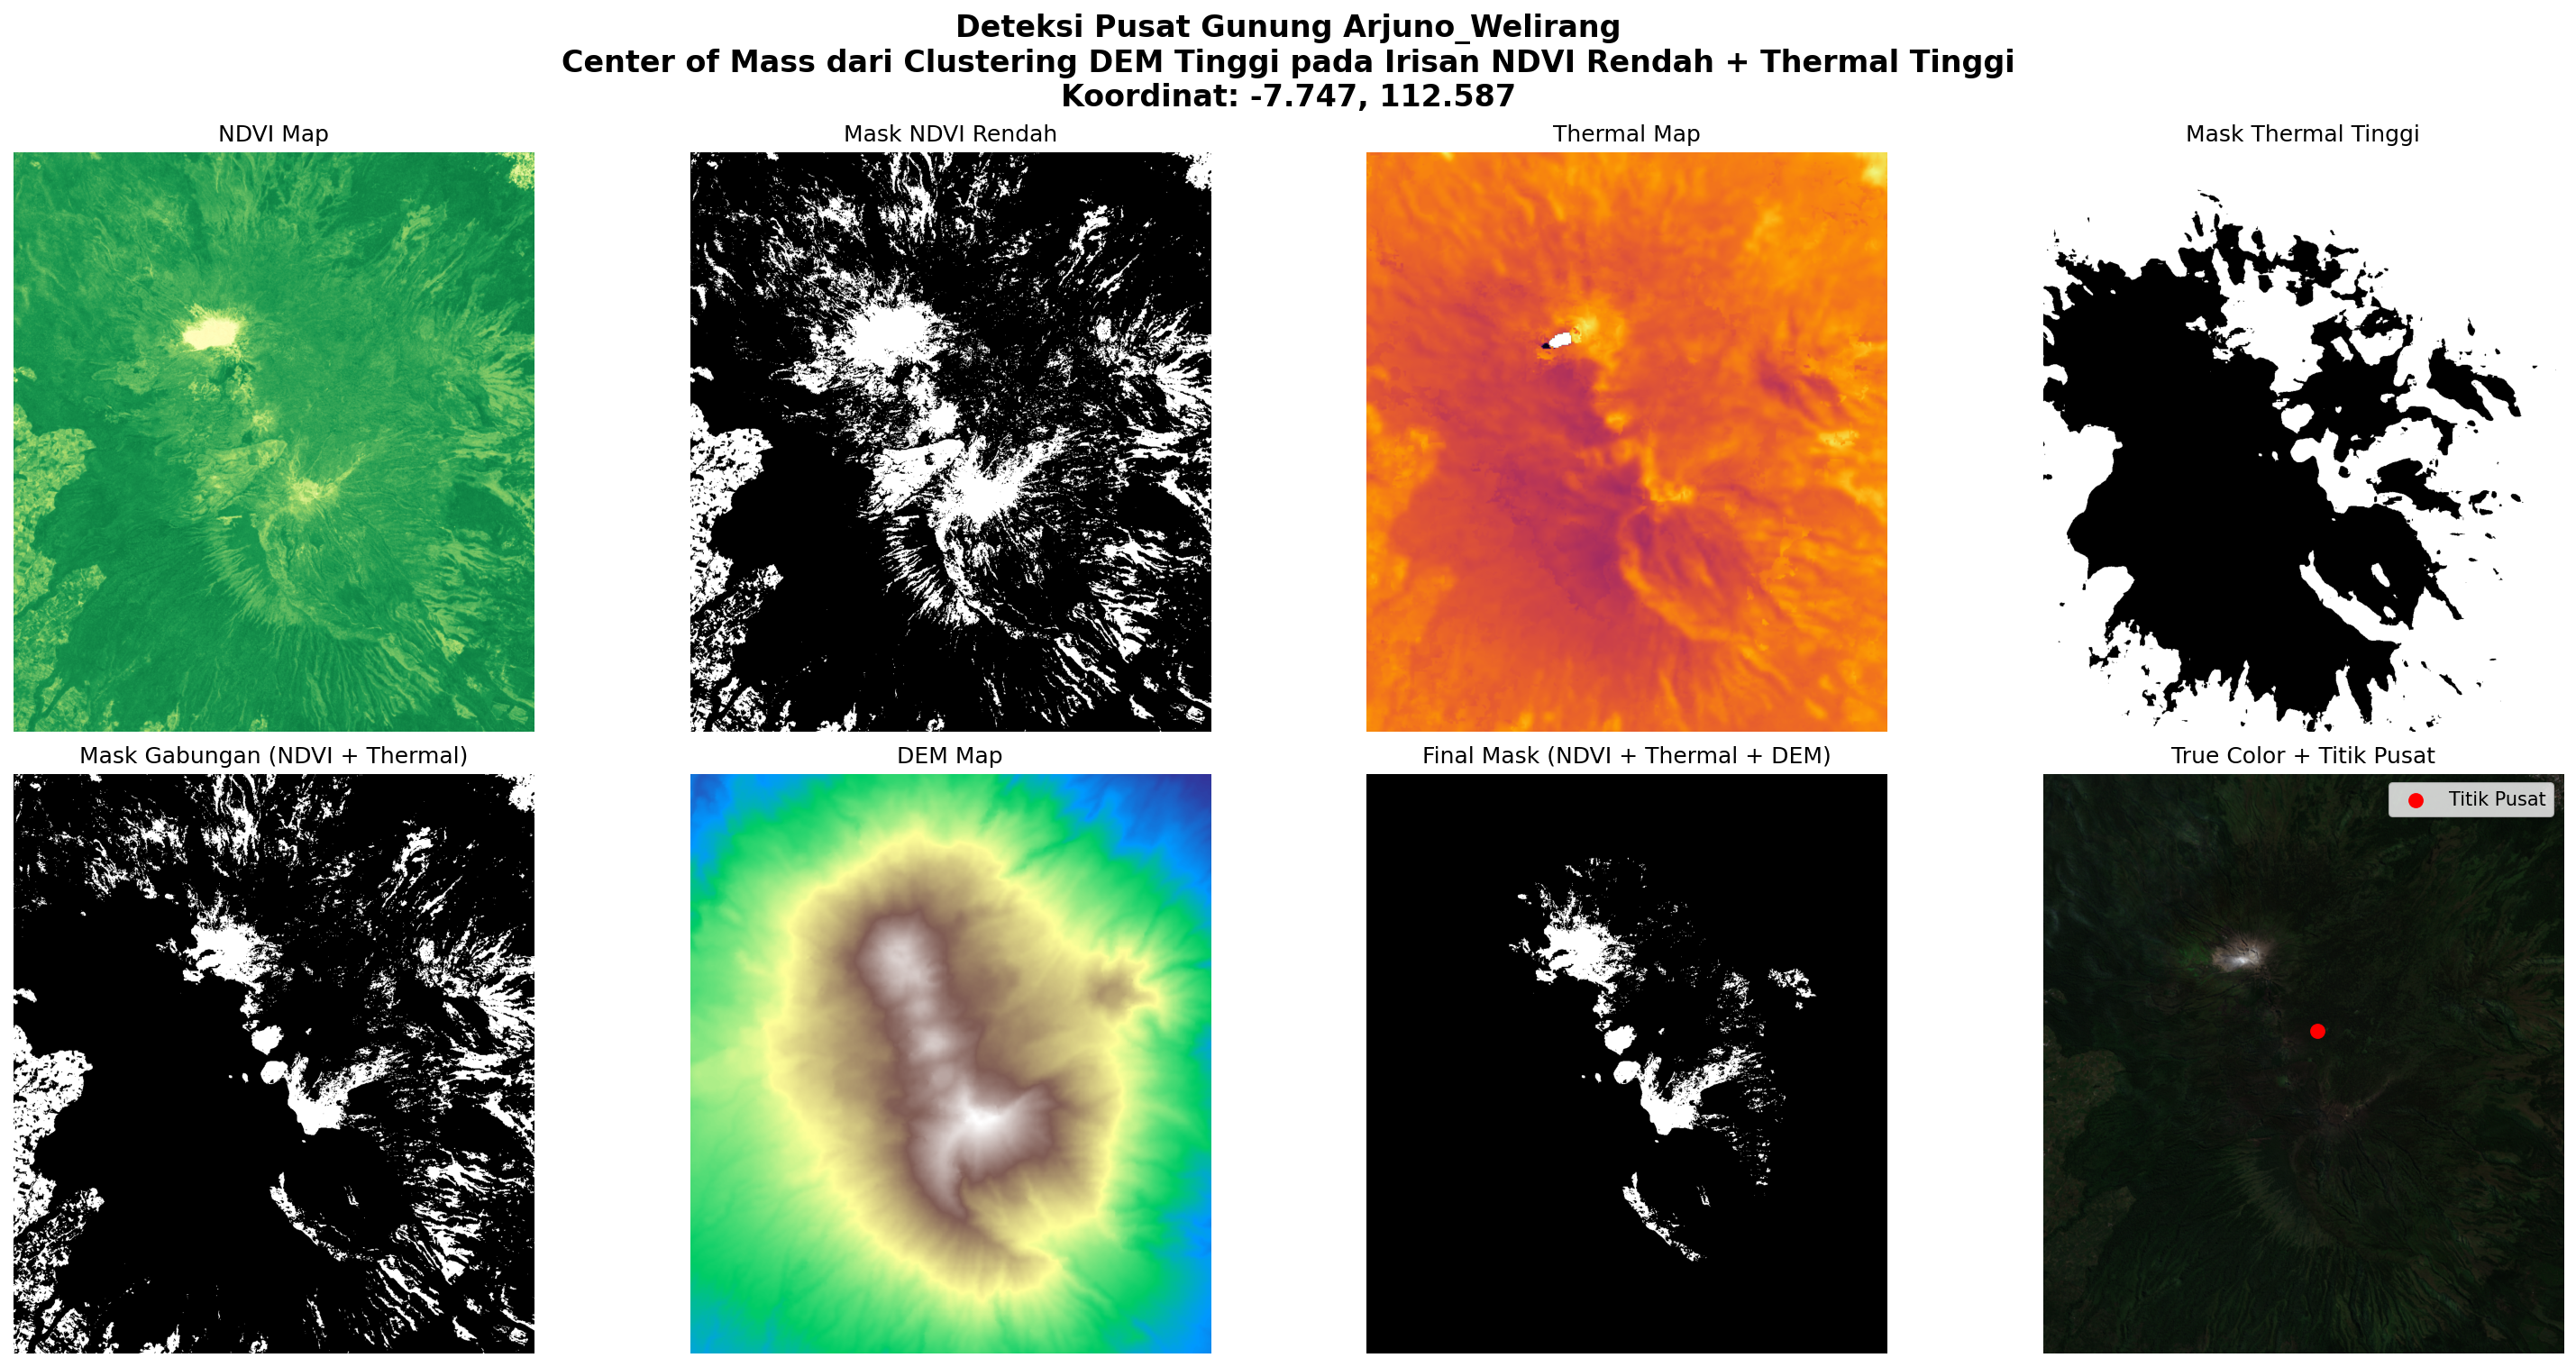 Deteksi Pusat Gunung Arjuno_Welirang
Center of Mass dari Clustering DEM Tinggi pada Irisan NDVI Rendah + Thermal Tinggi
Koordinat: -7.747, 112.587
NDVI Map
Mask NDVI Rendah
Thermal Map
Mask Thermal Tinggi
Mask Gabungan (NDVI + Thermal)
DEM Map
Final Mask (NDVI + Thermal + DEM)
True Color + Titik Pusat
Titik Pusat